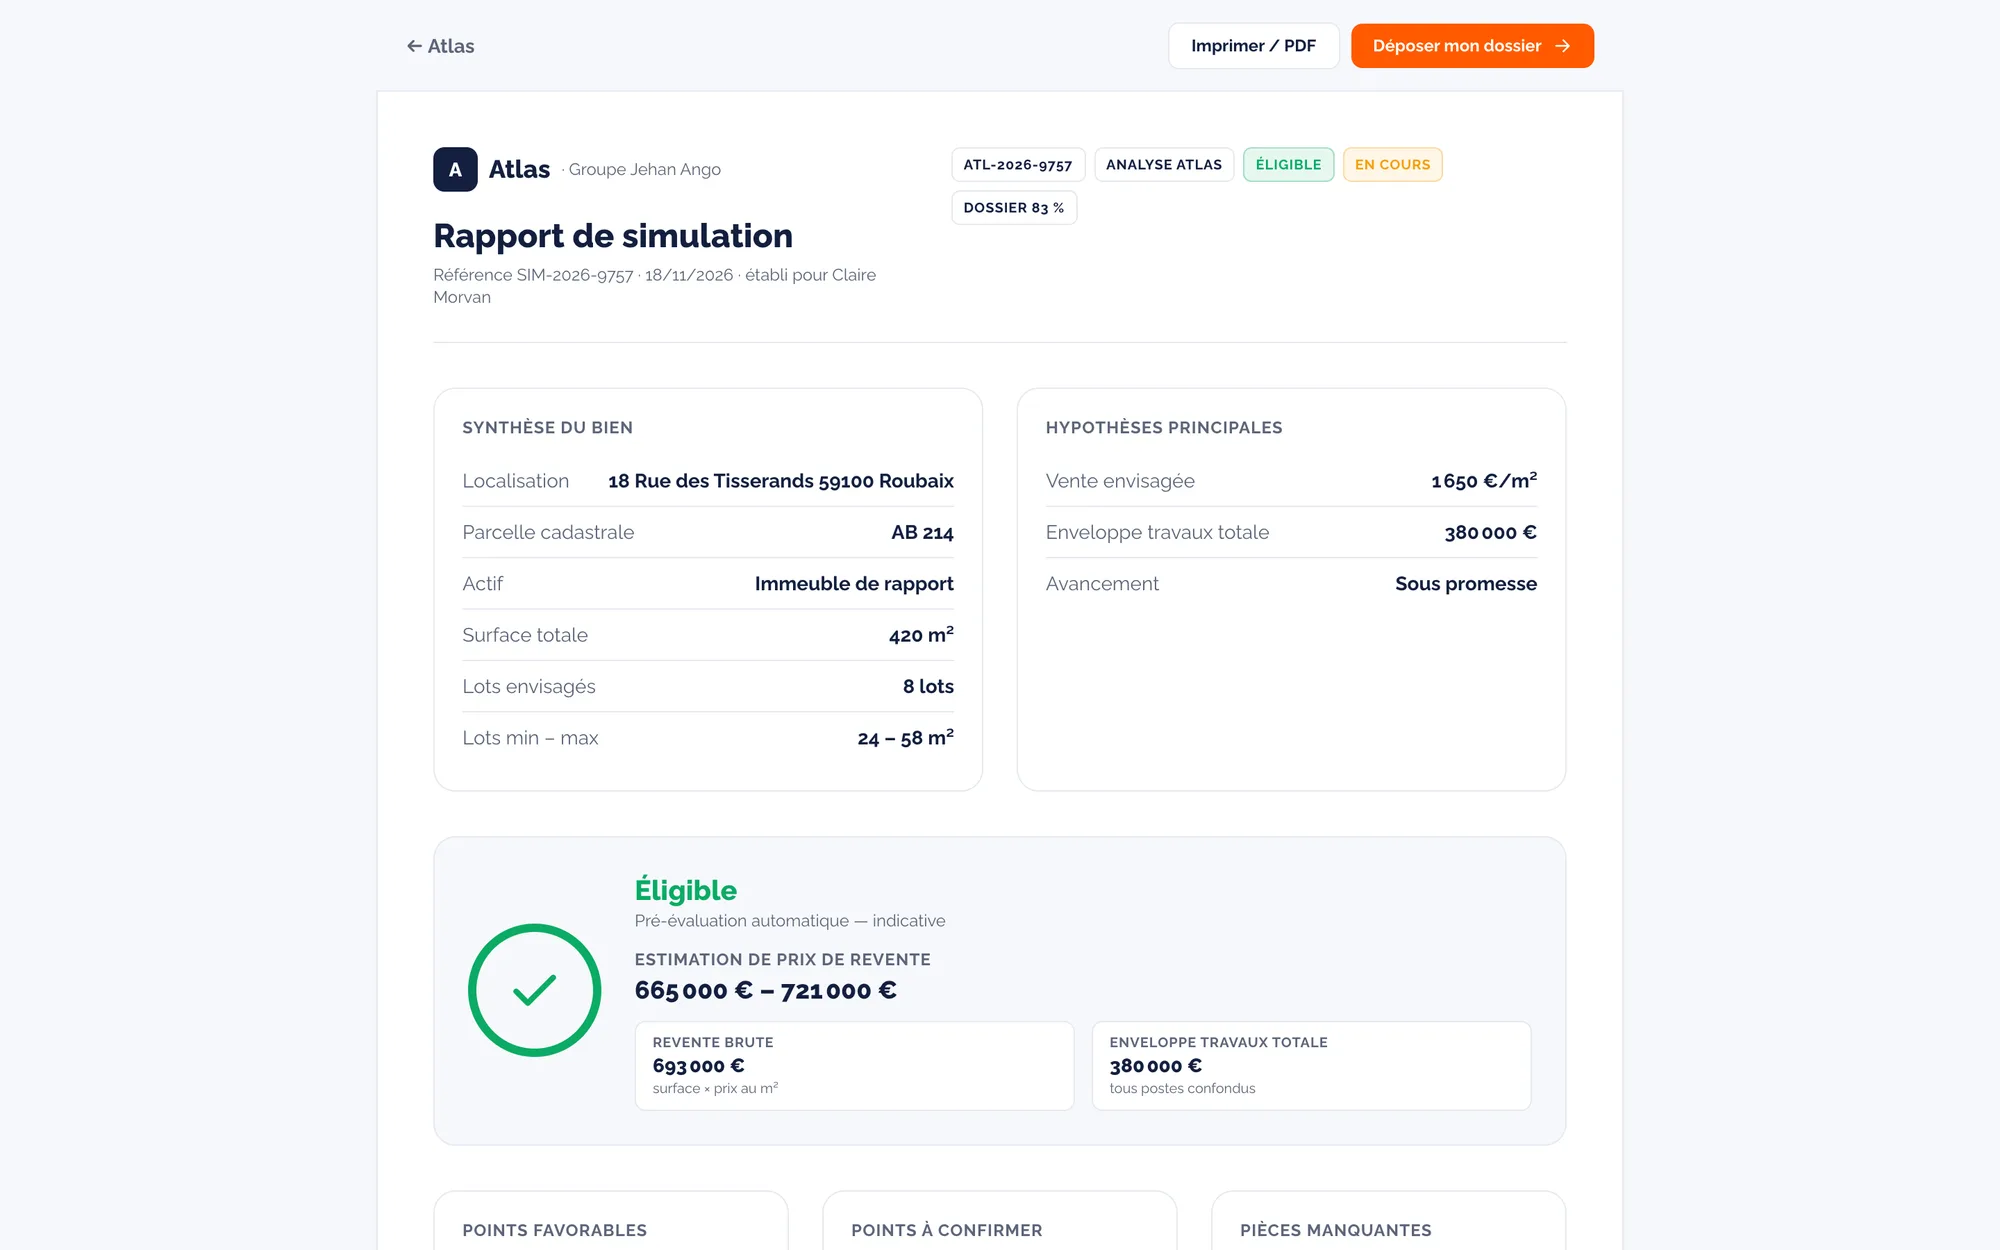 ← Atlas
Imprimer / PDF
Déposer mon dossier →
A Atlas · Groupe Jehan Ango
ATL-2026-9757
ANALYSE ATLAS
ÉLIGIBLE
EN COURS
DOSSIER 83 %
Rapport de simulation
Référence SIM-2026-9757 · 18/11/2026 · établi pour Claire
Morvan
SYNTHÈSE DU BIEN
Localisation 18 Rue des Tisserands 59100 Roubaix
Parcelle cadastrale AB 214
Actif Immeuble de rapport
Surface totale 420 m²
Lots envisagés 8 lots
Lots min – max 24 – 58 m²
HYPOTHÈSES PRINCIPALES
Vente envisagée 1 650 €/m²
Enveloppe travaux totale 380 000 €
Avancement Sous promesse
Éligible
Pré-évaluation automatique — indicative
ESTIMATION DE PRIX DE REVENTE
665 000 € – 721 000 €
REVENTE BRUTE
693 000 €
surface × prix au m²
ENVELOPPE TRAVAUX TOTALE
380 000 €
tous postes confondus
POINTS FAVORABLES
POINTS À CONFIRMER
PIÈCES MANQUANTES